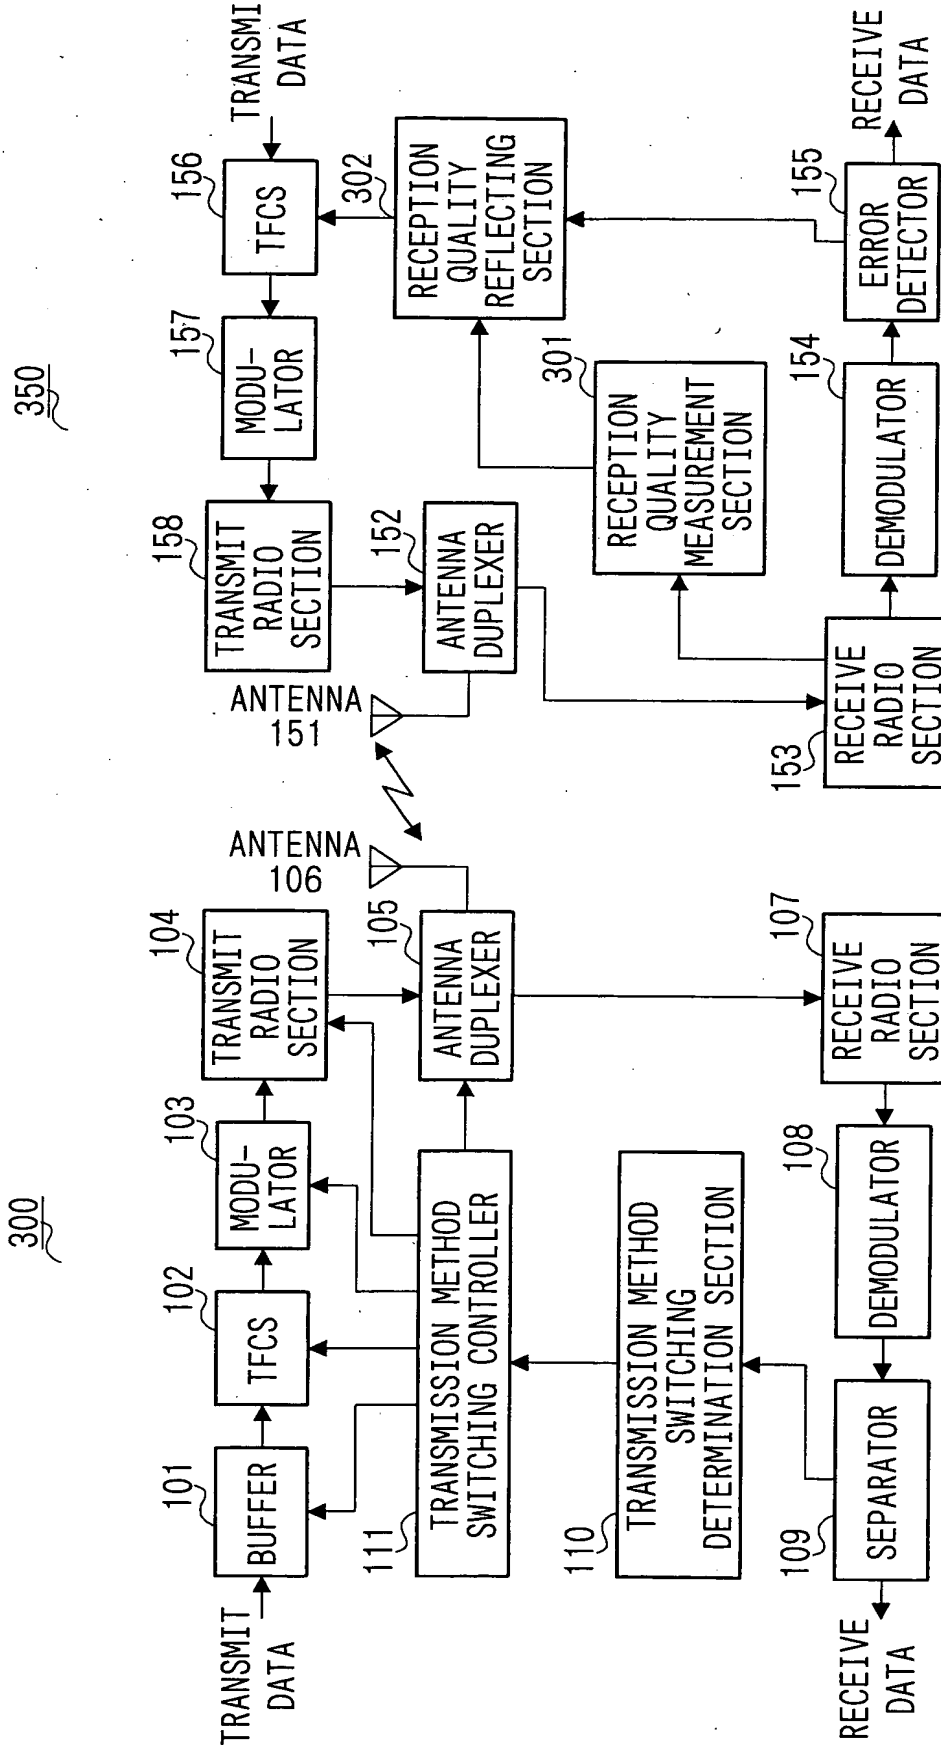 300
TRANSMIT
DATA
101
BUFFER
102
TFCS
103
MODU-
LATOR
104
TRANSMIT
RADIO
SECTION
ANTENNA
106
105
ANTENNA
DUPLEXER
111
TRANSMISSION METHOD
SWITCHING CONTROLLER
110
TRANSMISSION METHOD
SWITCHING
DETERMINATION SECTION
RECEIVE
DATA
109
SEPARATOR
108
DEMODULATOR
107
RECEIVE
RADIO
SECTION
350
ANTENNA
151
158
TRANSMIT
RADIO
SECTION
157
MODU-
LATOR
156
TFCS
TRANSMI
DATA
152
ANTENNA
DUPLEXER
302
RECEPTION
QUALITY
REFLECTING
SECTION
301
RECEPTION
QUALITY
MEASUREMENT
SECTION
153
RECEIVE
RADIO
SECTION
154
DEMODULATOR
155
ERROR
DETECTOR
RECEIVE
DATA